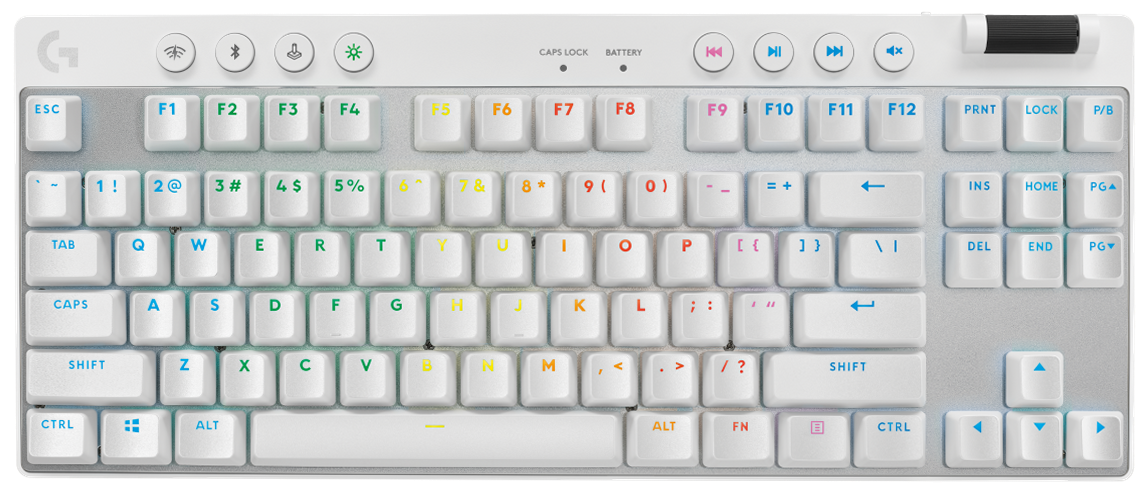 G
CAPS LOCK BATTERY
ESC F1 F2 F3 F4 F5 F6 F7 F8 F9 F10 F11 F12 PRNT LOCK P/B
` ~ 1 ! 2 @ 3 # 4 $ 5 % 6 ^ 7 & 8 * 9 ( 0 ) - _ = + ← INS HOME PG▲
TAB Q W E R T Y U I O P [ { ] } \ | DEL END PG▼
CAPS A S D F G H J K L ; : ' " ↵
SHIFT Z X C V B N M , < . > / ? SHIFT ▲
CTRL ALT ALT FN CTRL ◀ ▼ ▶